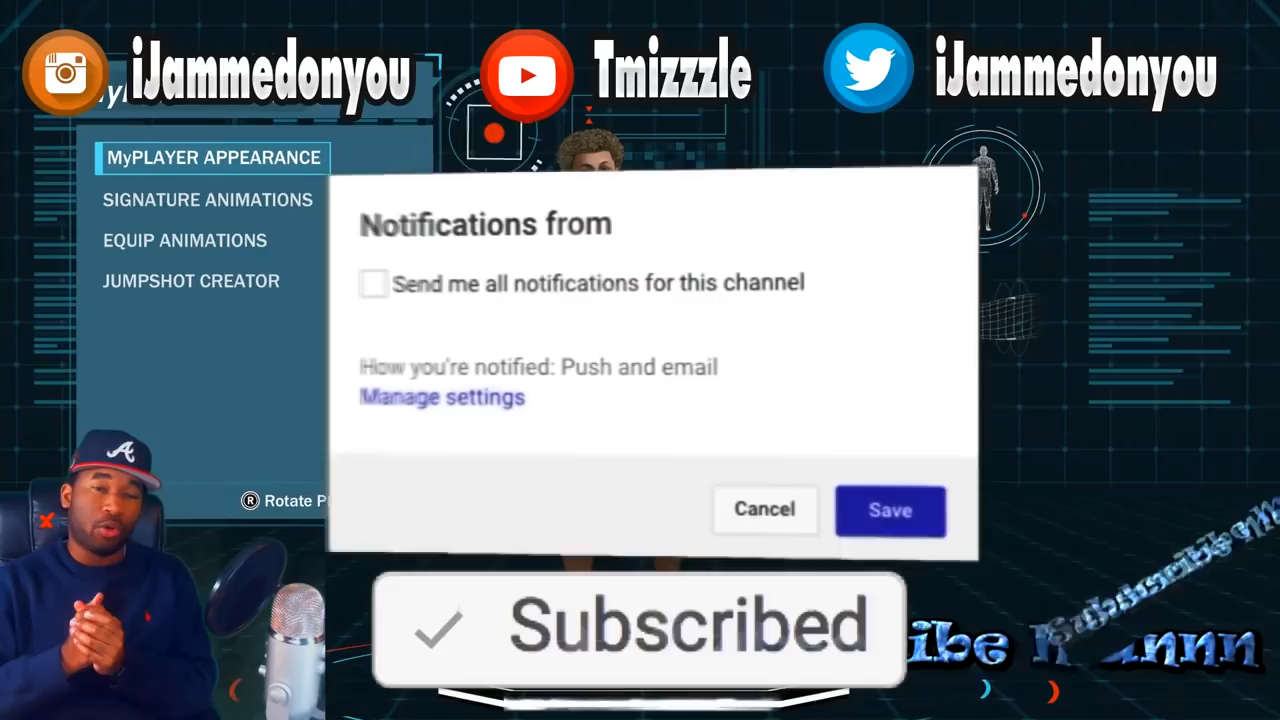 iJammedonyou
Tmizzzle
iJammedonyou
MyPLAYER APPEARANCE
SIGNATURE ANIMATIONS
EQUIP ANIMATIONS
JUMPSHOT CREATOR
Notifications from
Send me all notifications for this channel
How you're notified: Push and email
Manage settings
Cancel
Save
R Rotate
A
Subscribed